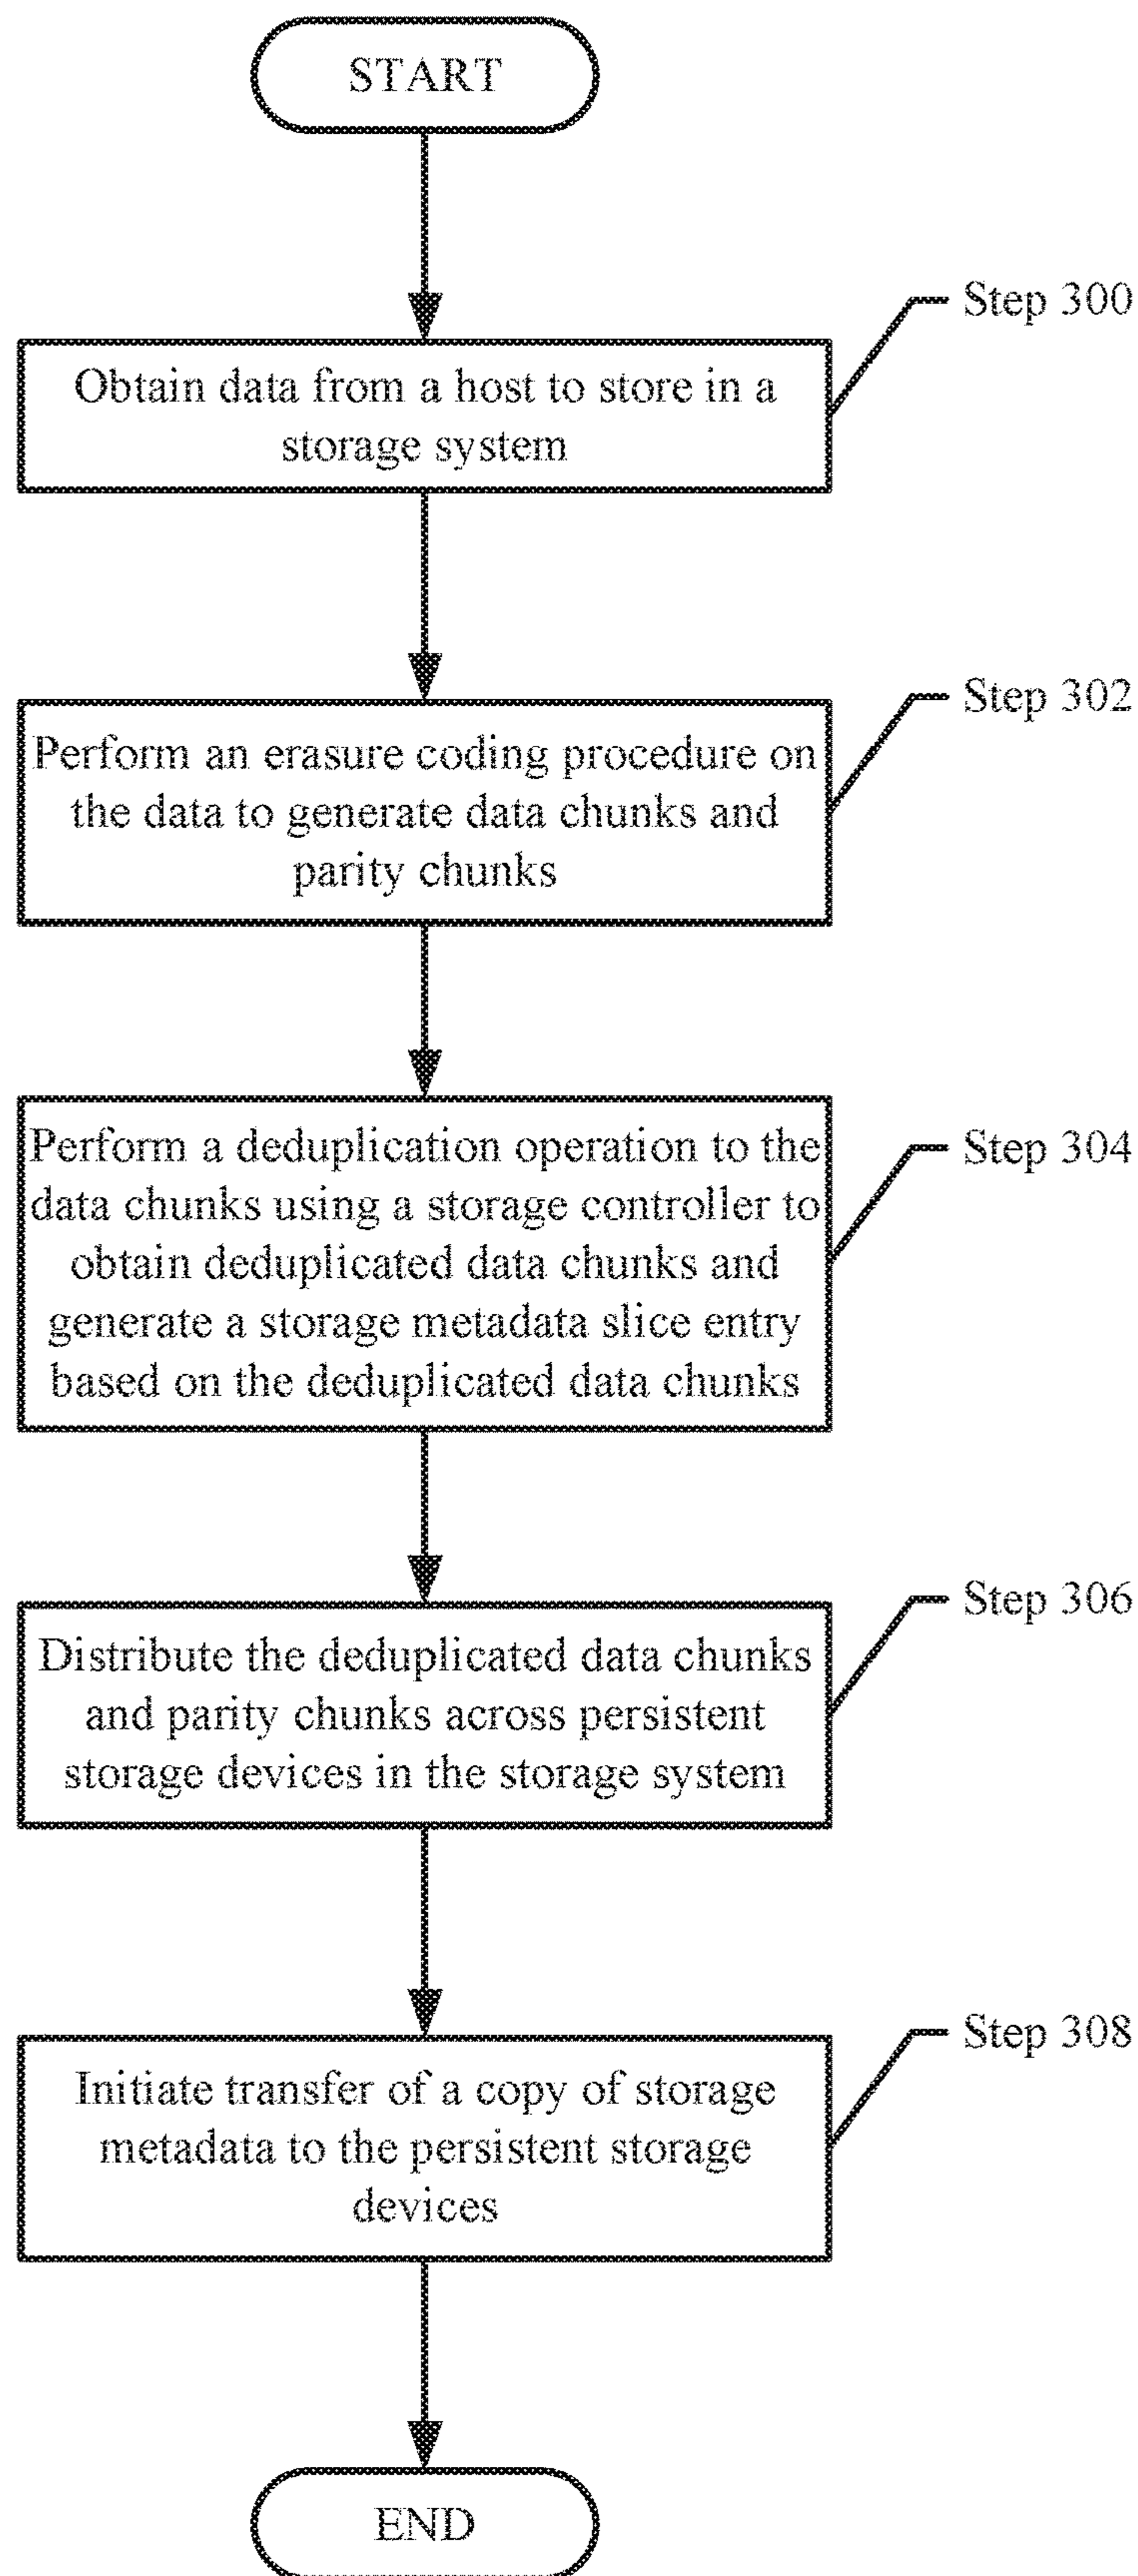 START
Step 300
Obtain data from a host to store in a
storage system
Step 302
Perform an erasure coding procedure on
the data to generate data chunks and
parity chunks
Step 304
Perform a deduplication operation to the
data chunks using a storage controller to
obtain deduplicated data chunks and
generate a storage metadata slice entry
based on the deduplicated data chunks
Step 306
Distribute the deduplicated data chunks
and parity chunks across persistent
storage devices in the storage system
Step 308
Initiate transfer of a copy of storage
metadata to the persistent storage
devices
END